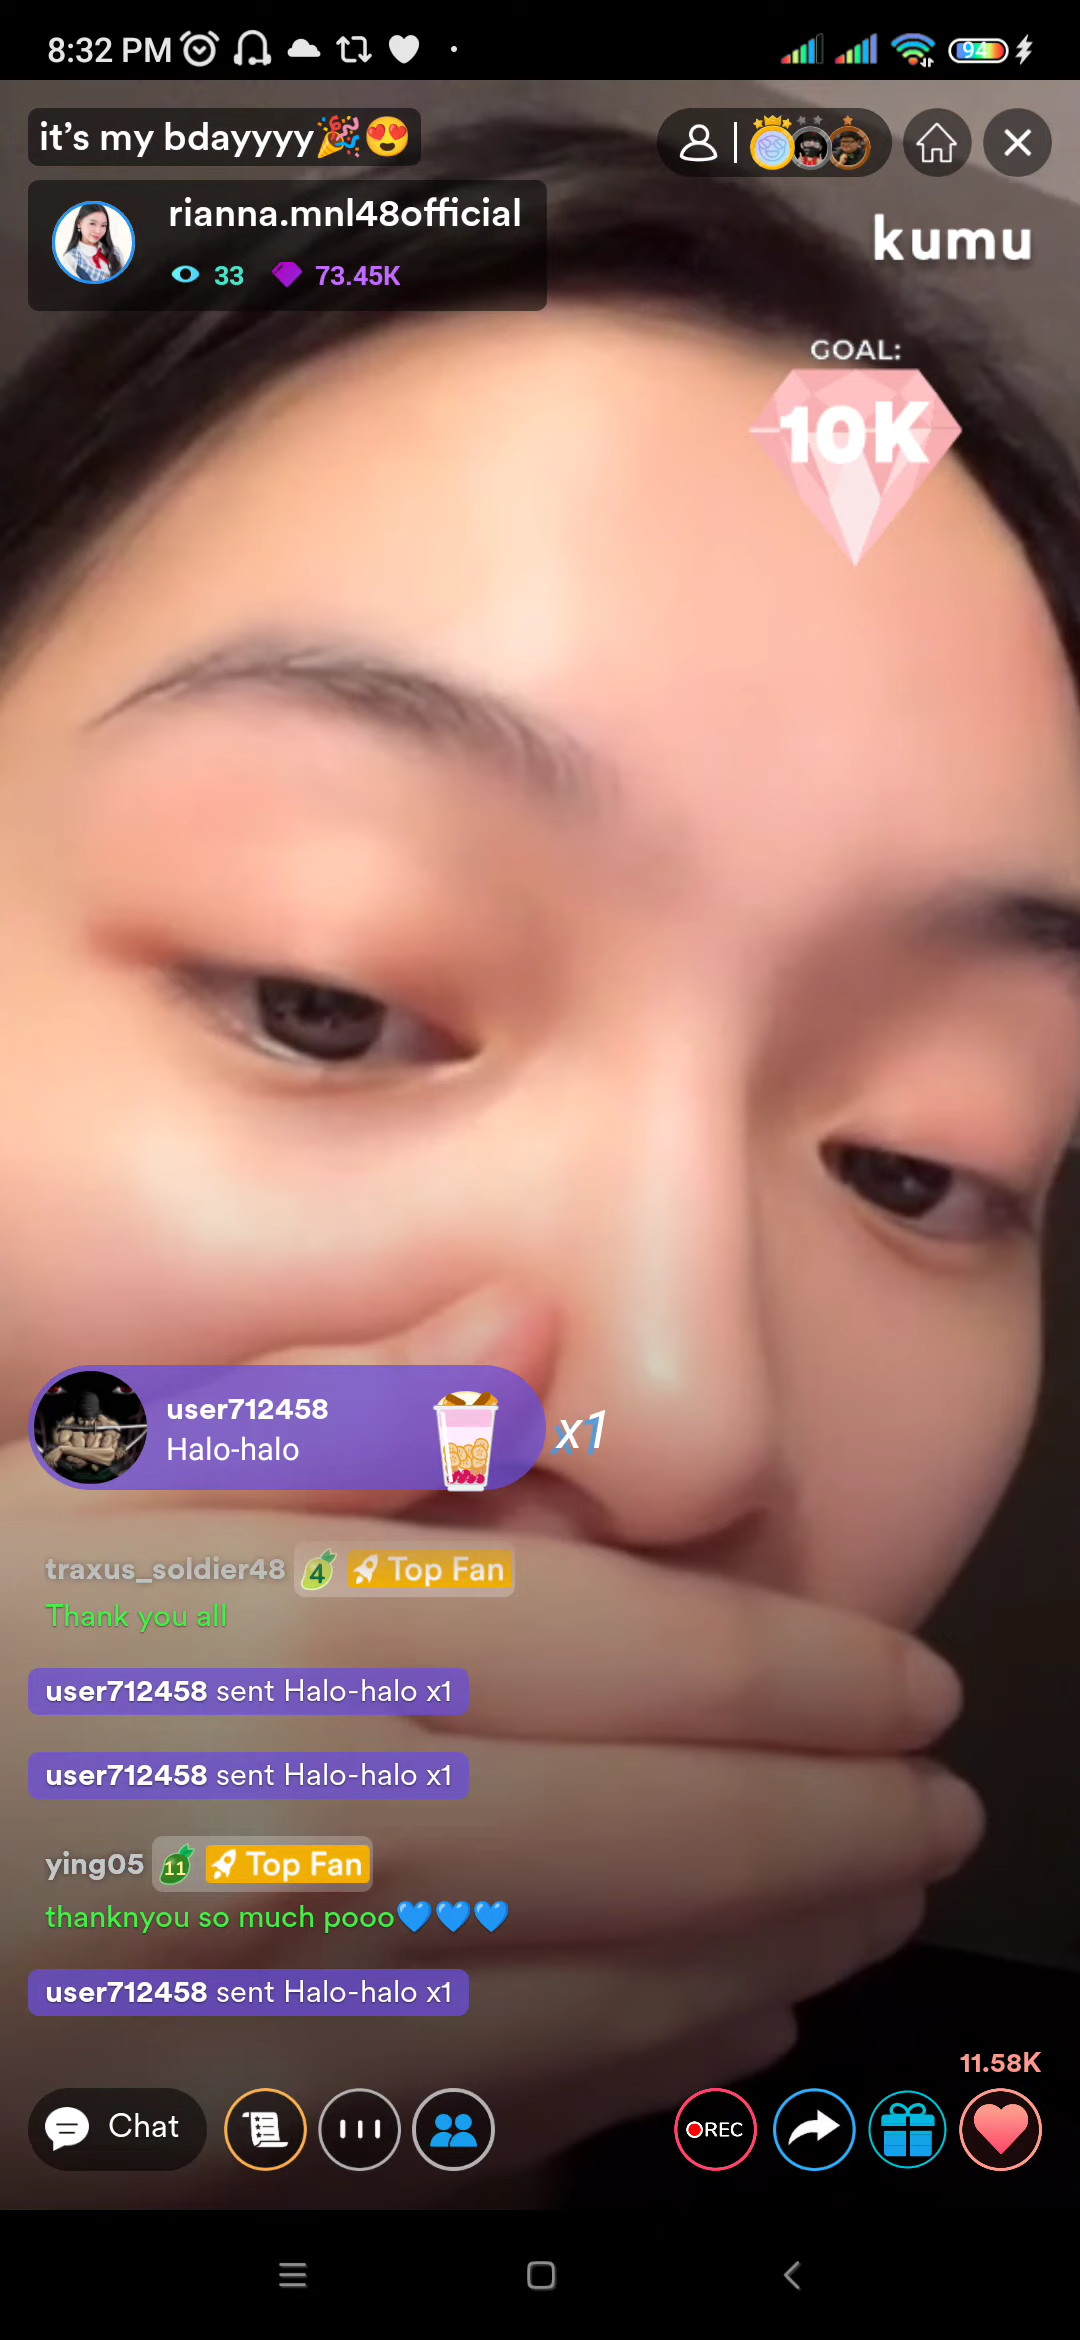 8:32 PM
94
it's my bdayyyy🎉😍
rianna.mnl48official
33 73.45K
kumu
GOAL:
10K
user712458
Halo-halo
x1
traxus_soldier48 4 Top Fan
Thank you all
user712458 sent Halo-halo x1
user712458 sent Halo-halo x1
ying05 11 Top Fan
thanknyou so much pooo💙💙💙
user712458 sent Halo-halo x1
11.58K
Chat
REC